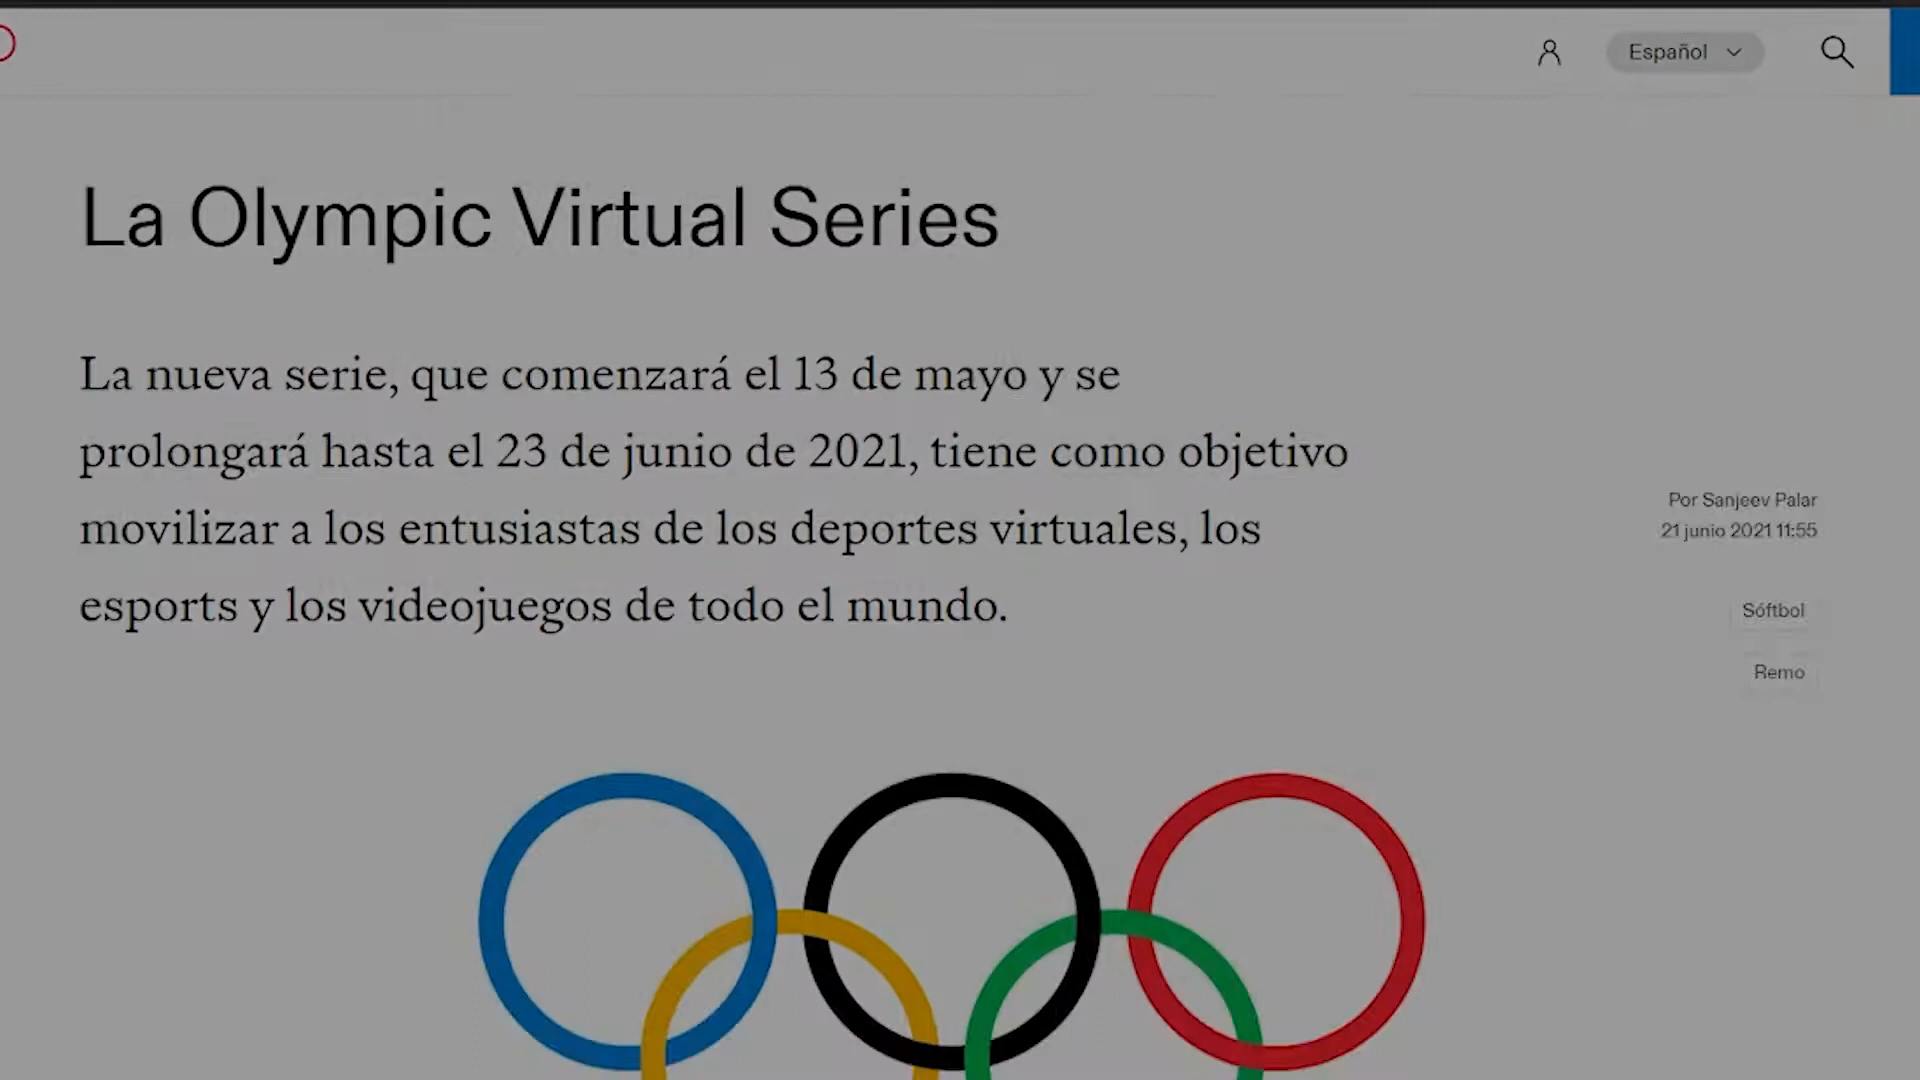 Español
La Olympic Virtual Series
La nueva serie, que comenzará el 13 de mayo y se
prolongará hasta el 23 de junio de 2021, tiene como objetivo
movilizar a los entusiastas de los deportes virtuales, los
esports y los videojuegos de todo el mundo.
Por Sanjeev Palar
21 junio 2021 11:55
Sóftbol
Remo